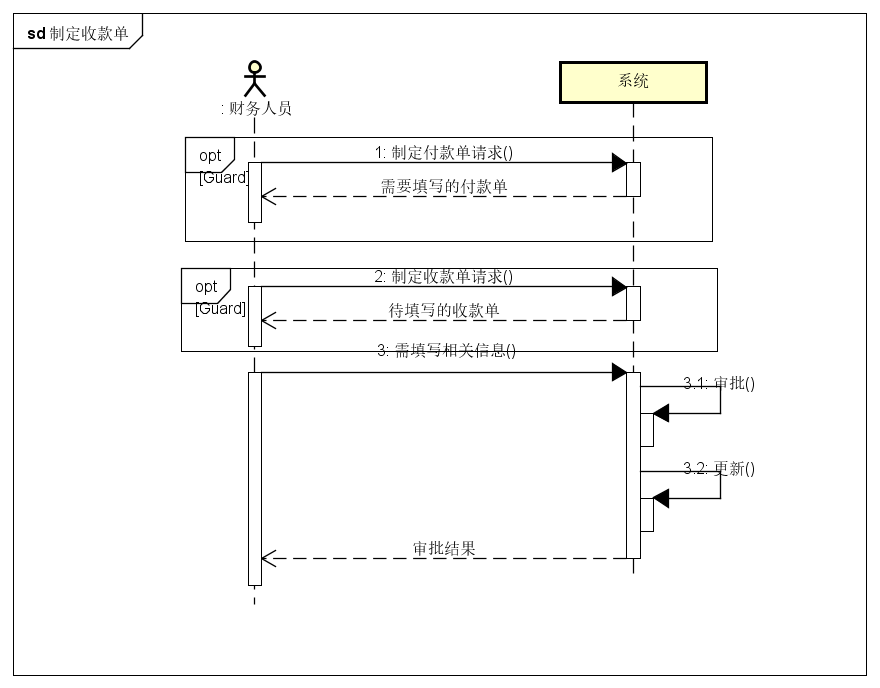 sd 制定收款单
: 财务人员
系统
opt
[Guard]
1: 制定付款单请求()
需要填写的付款单
opt
[Guard]
2: 制定收款单请求()
待填写的收款单
3: 需填写相关信息()
3.1: 审批()
3.2: 更新()
审批结果